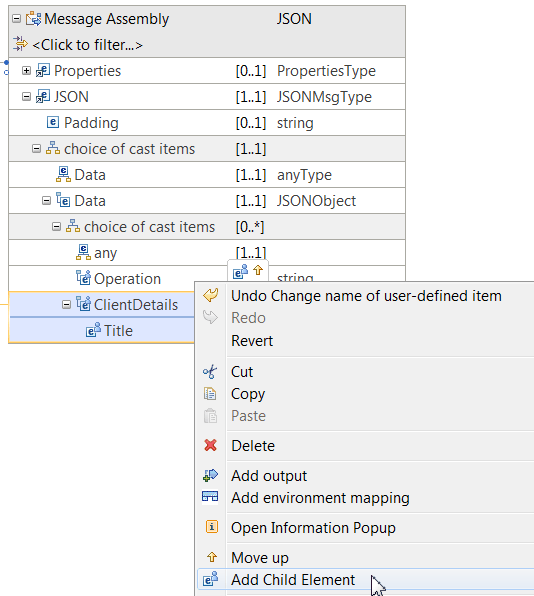 Message Assembly JSON
<Click to filter...>
Properties [0..1] PropertiesType
JSON [1..1] JSONMsgType
Padding [0..1] string
choice of cast items [1..1]
Data [1..1] anyType
Data [1..1] JSONObject
choice of cast items [0..*]
any [1..1]
Operation string
ClientDetails
Title
Undo Change name of user-defined item
Redo
Revert
Cut
Copy
Paste
Delete
Add output
Add environment mapping
Open Information Popup
Move up
Add Child Element